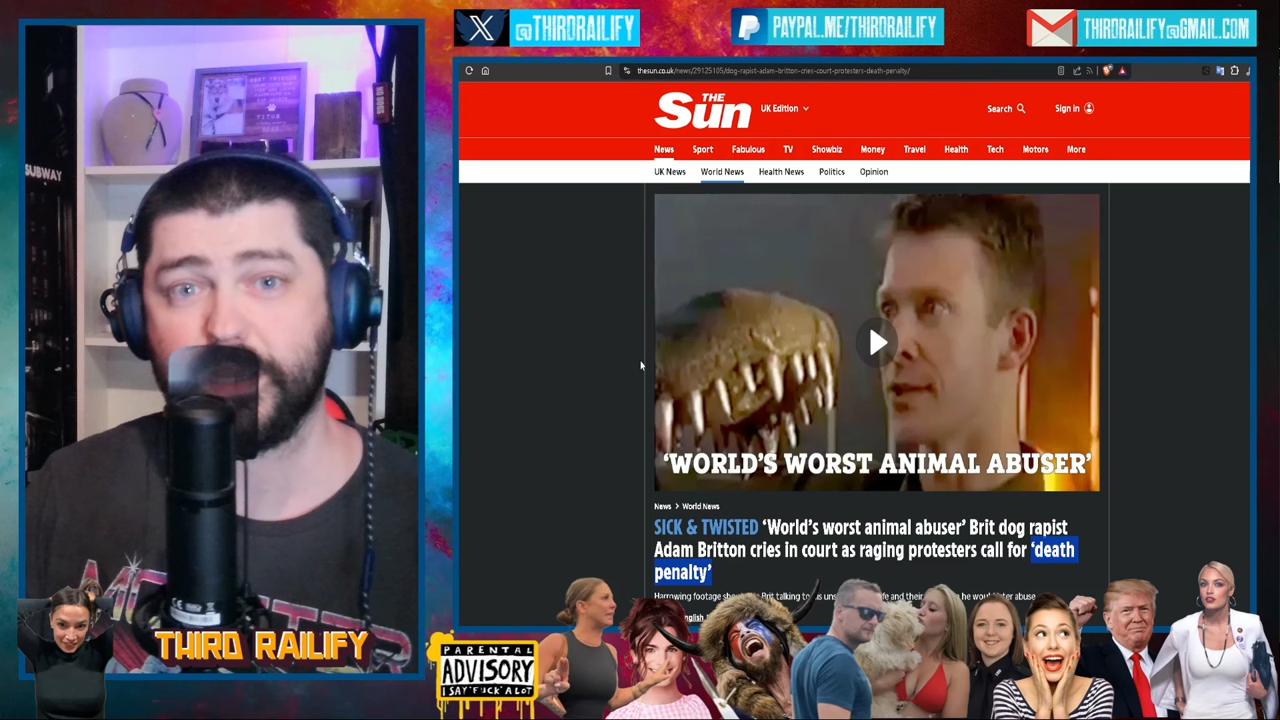 X @THIRDRAILIFY
PAYPAL.ME/THIRDRAILIFY
THIRDRAILIFY@GMAIL.COM
thesun.co.uk/news/29125105/dog-rapist-adam-britton-cries-court-protesters-death-penalty/
THE
Sun
UK Edition
Search
Sign in
News Sport Fabulous TV Showbiz Money Travel Health Tech Motors More
UK News World News Health News Politics Opinion
SUBWAY
'WORLD'S WORST ANIMAL ABUSER'
News > World News
SICK & TWISTED 'World's worst animal abuser' Brit dog rapist
Adam Britton cries in court as raging protesters call for 'death
penalty'
THIRD RAILIFY
PARENTAL
ADVISORY
I SAY "FUCK" A LOT